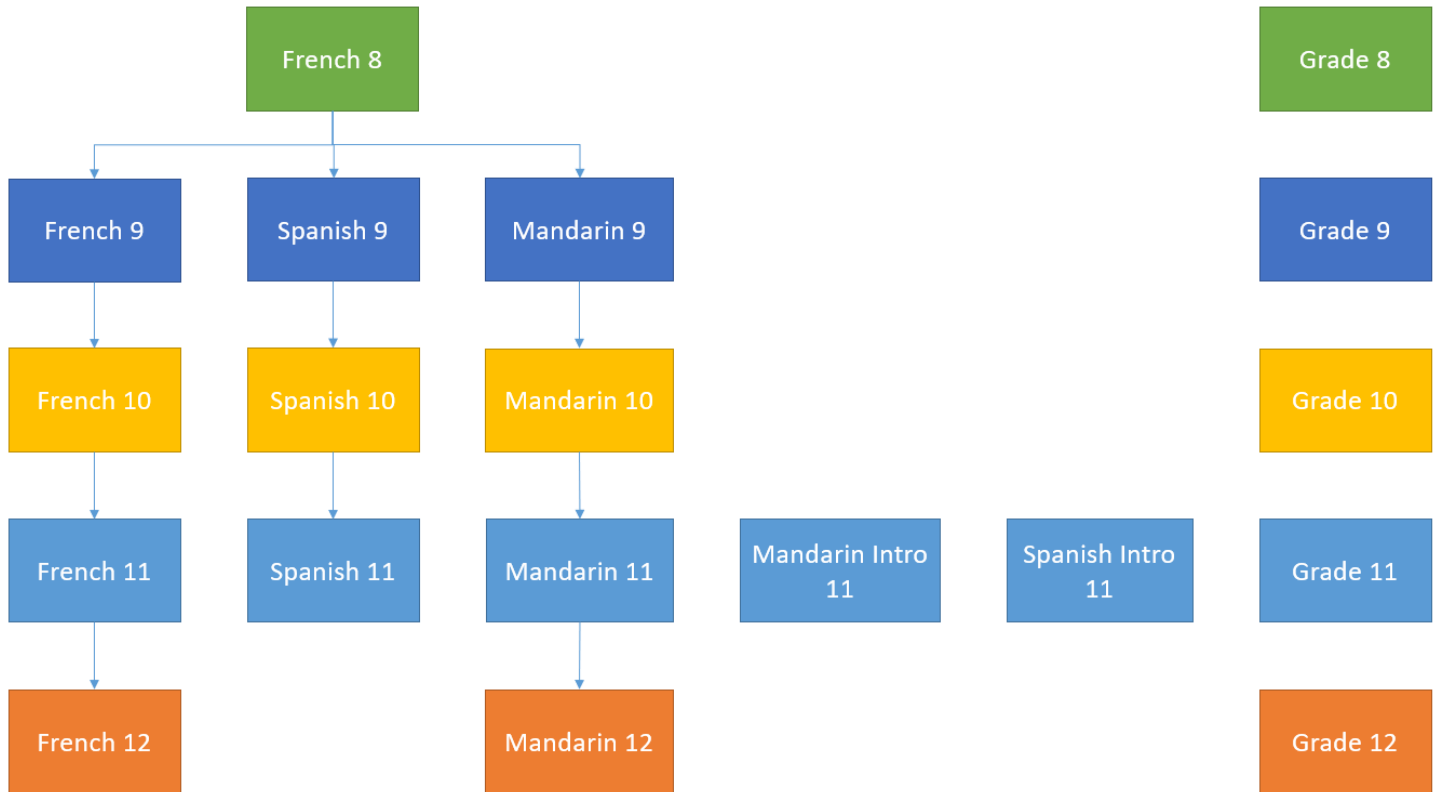 French 8
Grade 8
French 9
Spanish 9
Mandarin 9
Grade 9
French 10
Spanish 10
Mandarin 10
Grade 10
French 11
Spanish 11
Mandarin 11
Mandarin Intro
11
Spanish Intro
11
Grade 11
French 12
Mandarin 12
Grade 12